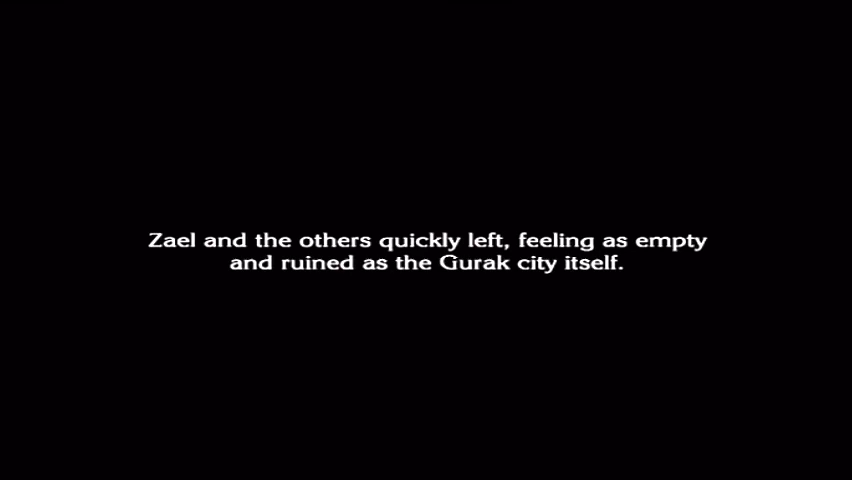 Zael and the others quickly left, feeling as empty
and ruined as the Gurak city itself.